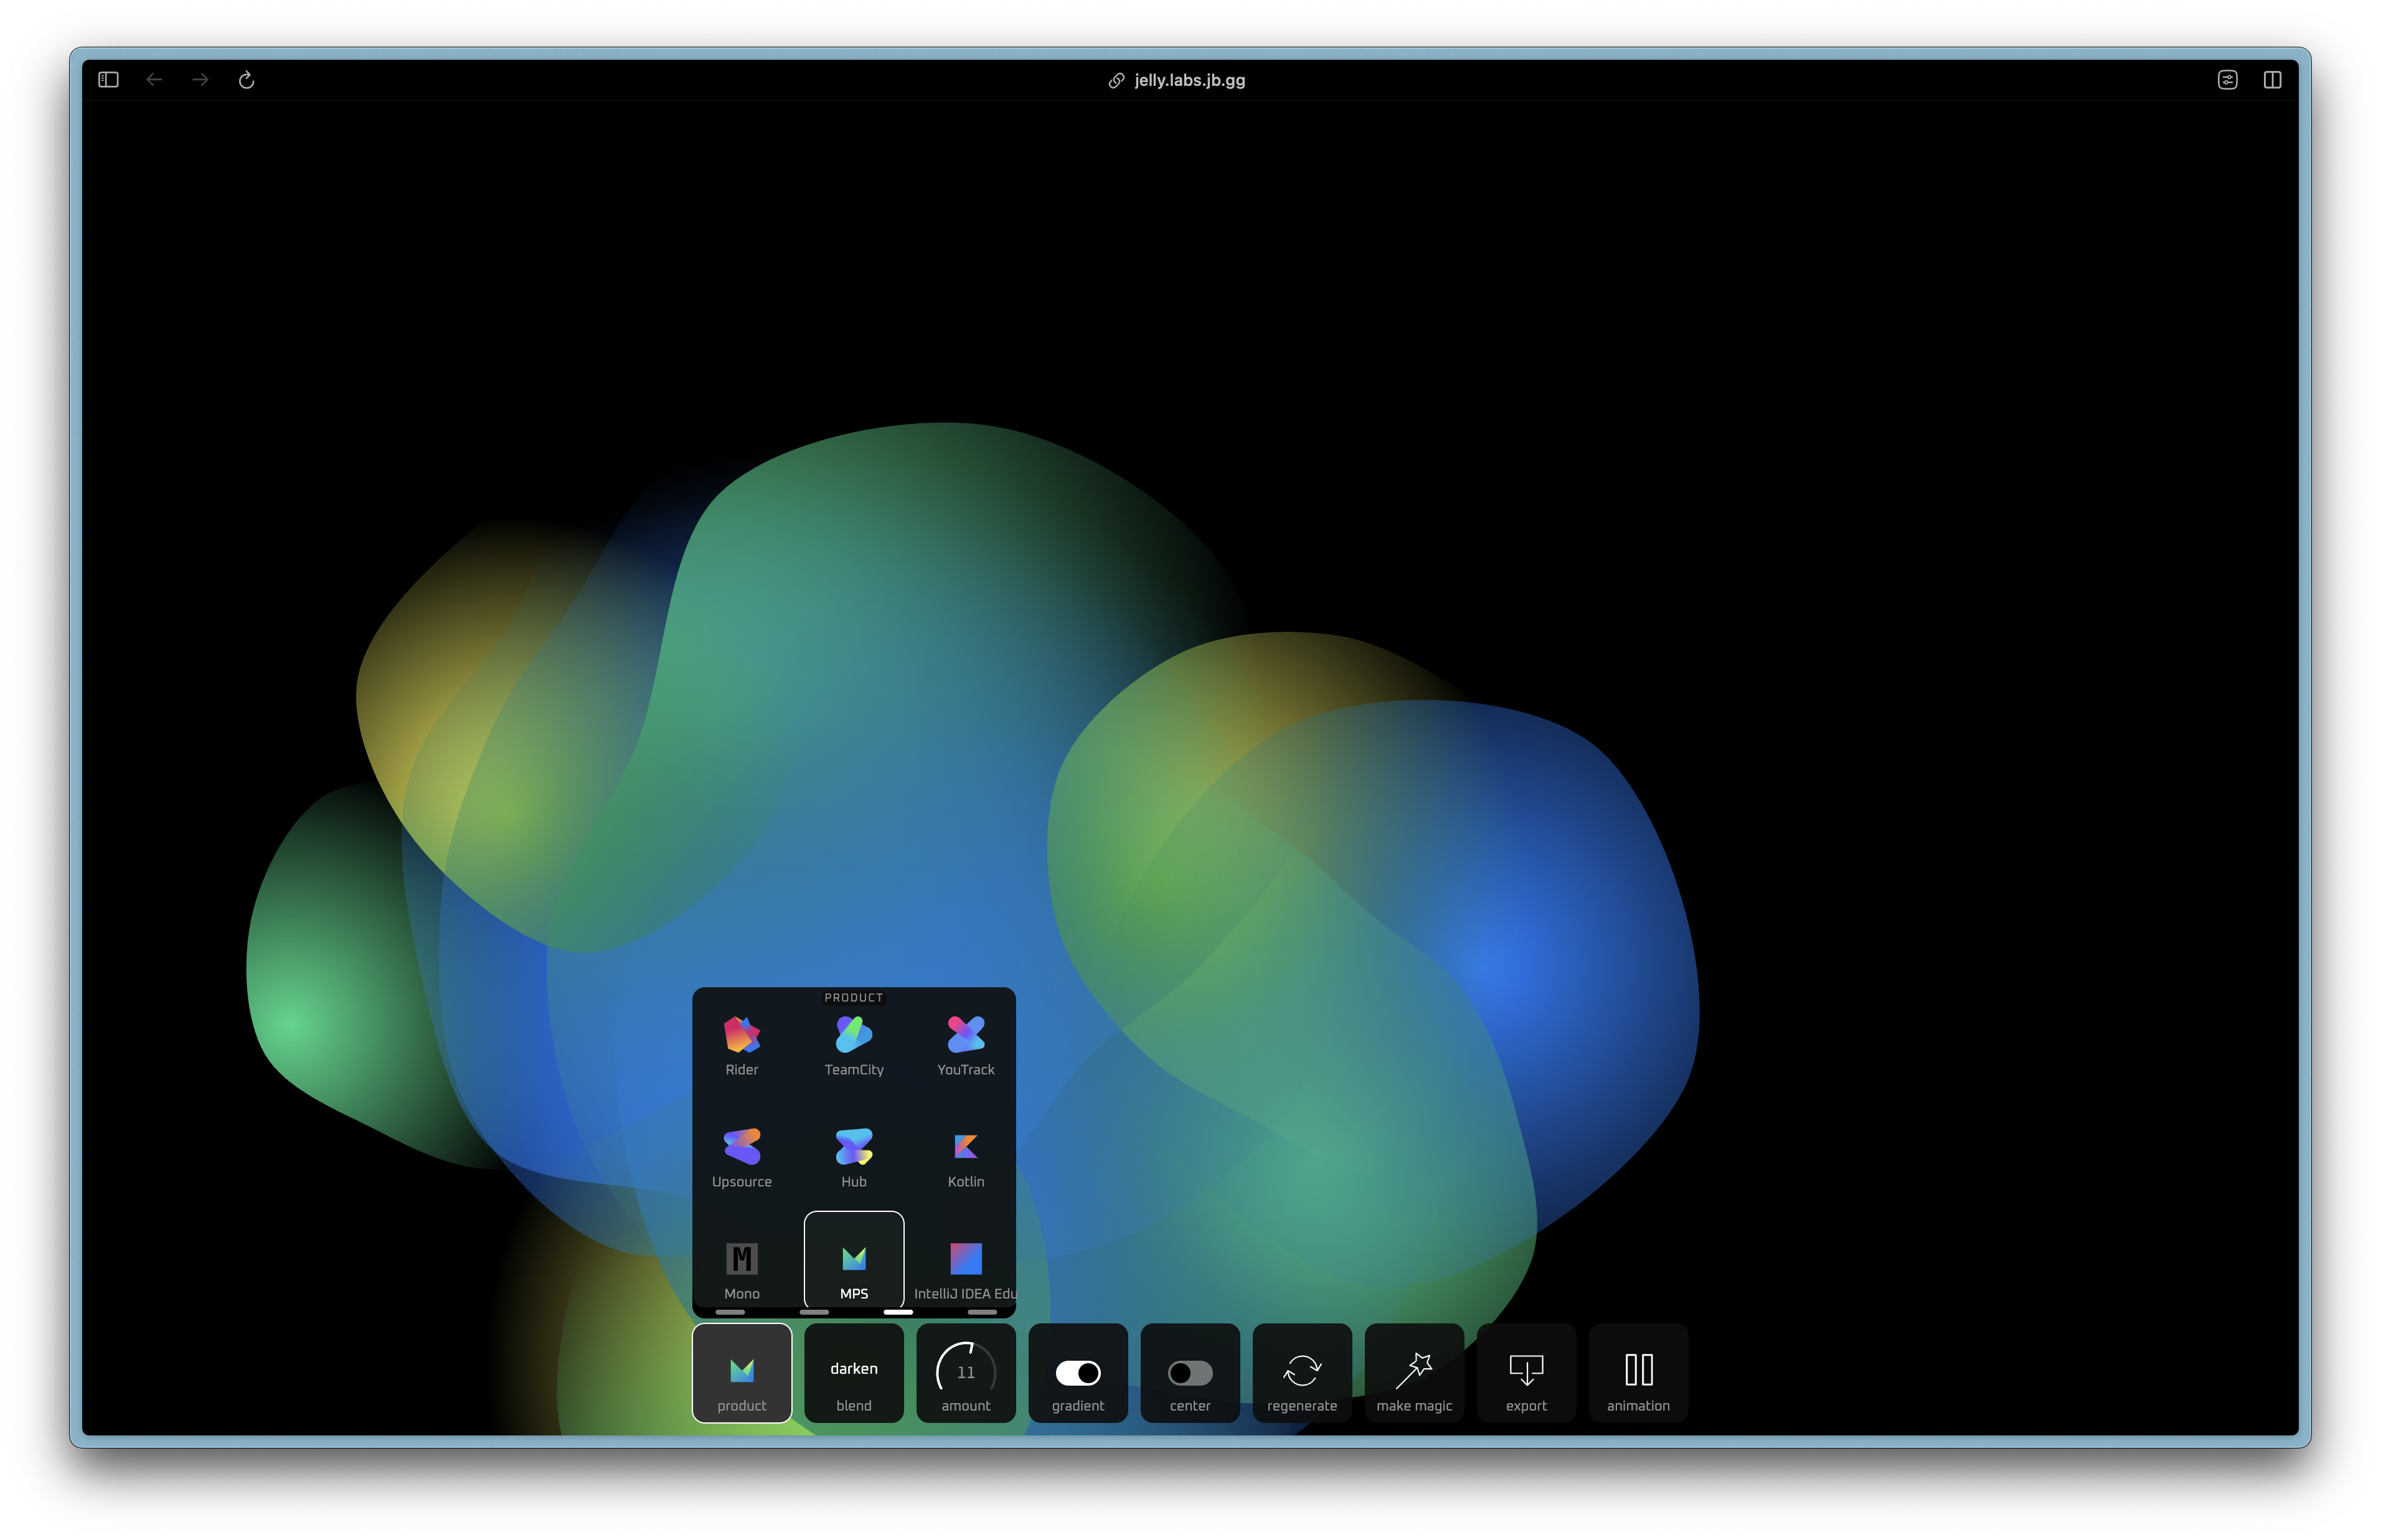 jelly.labs.jb.gg
PRODUCT
Rider
TeamCity
YouTrack
Upsource
Hub
Kotlin
M
Mono
MPS
IntelliJ IDEA Edu
product
darken
blend
11
amount
gradient
center
regenerate
make magic
export
animation